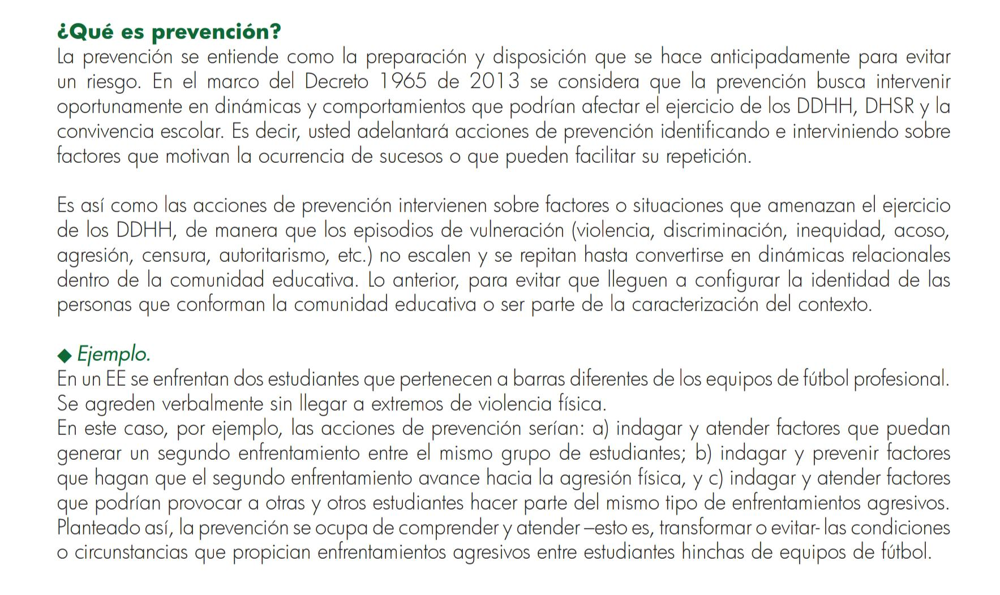 ¿Qué es prevención?
La prevención se entiende como la preparación y disposición que se hace anticipadamente para evitar
un riesgo. En el marco del Decreto 1965 de 2013 se considera que la prevención busca intervenir
oportunamente en dinámicas y comportamientos que podrían afectar el ejercicio de los DDHH, DHSR y la
convivencia escolar. Es decir, usted adelantará acciones de prevención identificando e interviniendo sobre
factores que motivan la ocurrencia de sucesos o que pueden facilitar su repetición.
Es así como las acciones de prevención intervienen sobre factores o situaciones que amenazan el ejercicio
de los DDHH, de manera que los episodios de vulneración (violencia, discriminación, inequidad, acoso,
agresión, censura, autoritarismo, etc.) no escalen y se repitan hasta convertirse en dinámicas relacionales
dentro de la comunidad educativa. Lo anterior, para evitar que lleguen a configurar la identidad de las
personas que conforman la comunidad educativa o ser parte de la caracterización del contexto.
◆ Ejemplo.
En un EE se enfrentan dos estudiantes que pertenecen a barras diferentes de los equipos de fútbol profesional.
Se agreden verbalmente sin llegar a extremos de violencia física.
En este caso, por ejemplo, las acciones de prevención serían: a) indagar y atender factores que puedan
generar un segundo enfrentamiento entre el mismo grupo de estudiantes; b) indagar y prevenir factores
que hagan que el segundo enfrentamiento avance hacia la agresión física, y c) indagar y atender factores
que podrían provocar a otras y otros estudiantes hacer parte del mismo tipo de enfrentamientos agresivos.
Planteado así, la prevención se ocupa de comprender y atender –esto es, transformar o evitar- las condiciones
o circunstancias que propician enfrentamientos agresivos entre estudiantes hinchas de equipos de fútbol.